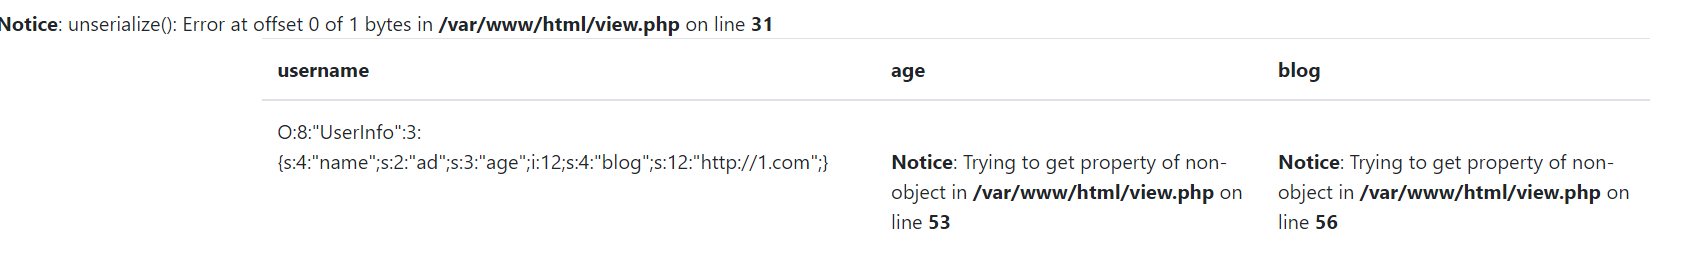 Notice: unserialize(): Error at offset 0 of 1 bytes in /var/www/html/view.php on line 31
username age blog
O:8:"UserInfo":3:
{s:4:"name";s:2:"ad";s:3:"age";i:12;s:4:"blog";s:12:"http://1.com";}
Notice: Trying to get property of non-
object in /var/www/html/view.php on
line 53
Notice: Trying to get property of non-
object in /var/www/html/view.php on
line 56